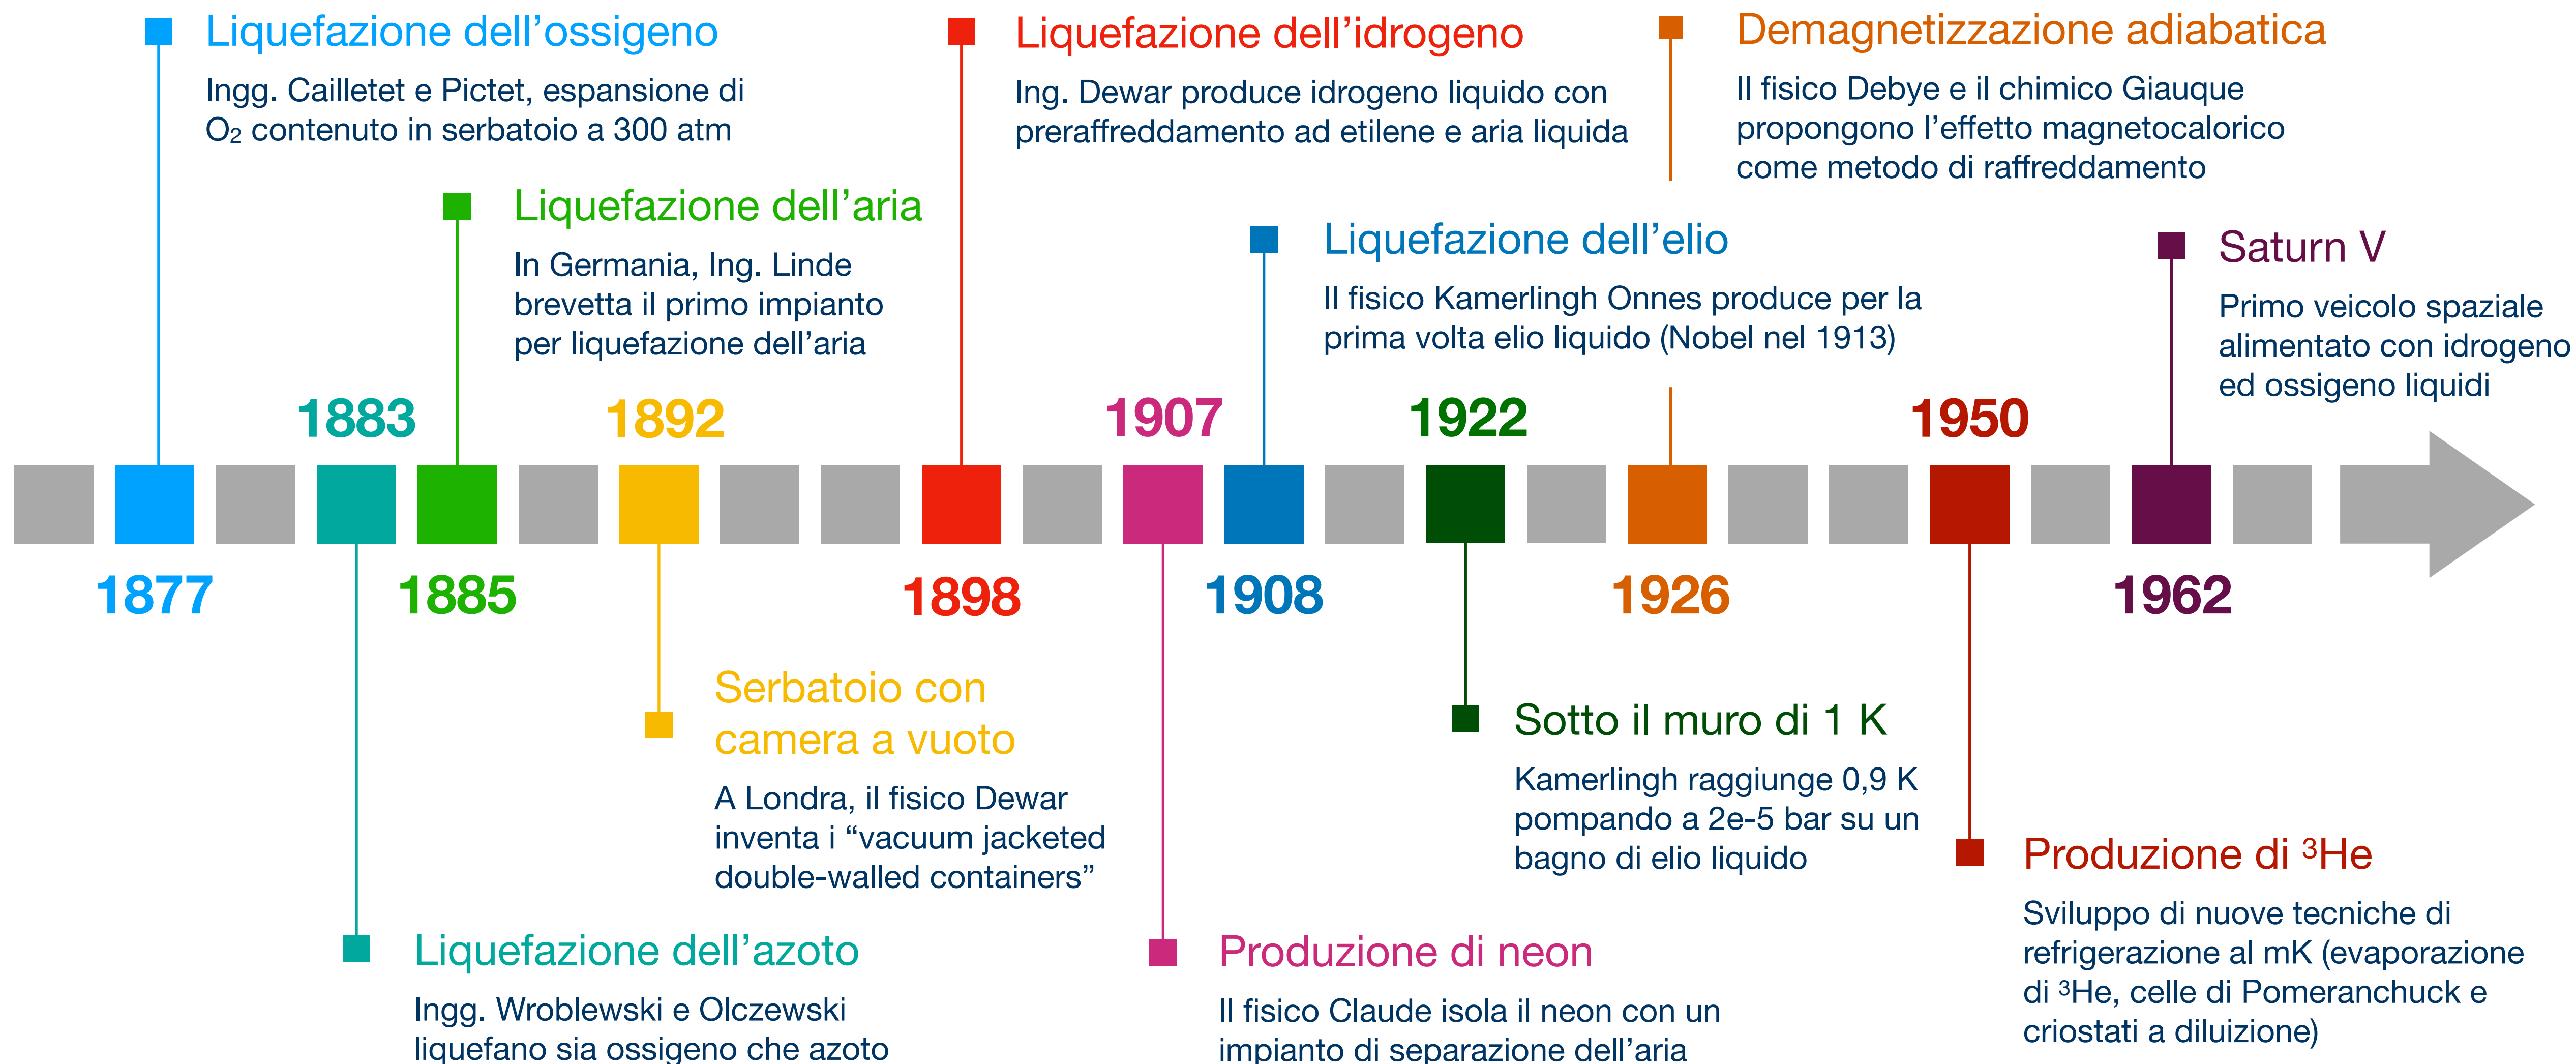 Liquefazione dell'ossigeno
Ingg. Cailletet e Pictet, espansione di
O₂ contenuto in serbatoio a 300 atm
Liquefazione dell'idrogeno
Ing. Dewar produce idrogeno liquido con
preraffreddamento ad etilene e aria liquida
Demagnetizzazione adiabatica
Il fisico Debye e il chimico Giauque
propongono l'effetto magnetocalorico
come metodo di raffreddamento
Liquefazione dell'aria
In Germania, Ing. Linde
brevetta il primo impianto
per liquefazione dell'aria
Liquefazione dell'elio
Il fisico Kamerlingh Onnes produce per la
prima volta elio liquido (Nobel nel 1913)
Saturn V
Primo veicolo spaziale
alimentato con idrogeno
ed ossigeno liquidi
1883
1892
1907
1922
1950
1877
1885
1898
1908
1926
1962
Serbatoio con
camera a vuoto
A Londra, il fisico Dewar
inventa i “vacuum jacketed
double-walled containers”
Sotto il muro di 1 K
Kamerlingh raggiunge 0,9 K
pompando a 2e-5 bar su un
bagno di elio liquido
Produzione di ³He
Sviluppo di nuove tecniche di
refrigerazione al mK (evaporazione
di ³He, celle di Pomeranchuck e
criostati a diluizione)
Liquefazione dell'azoto
Ingg. Wroblewski e Olczewski
liquefano sia ossigeno che azoto
Produzione di neon
Il fisico Claude isola il neon con un
impianto di separazione dell'aria